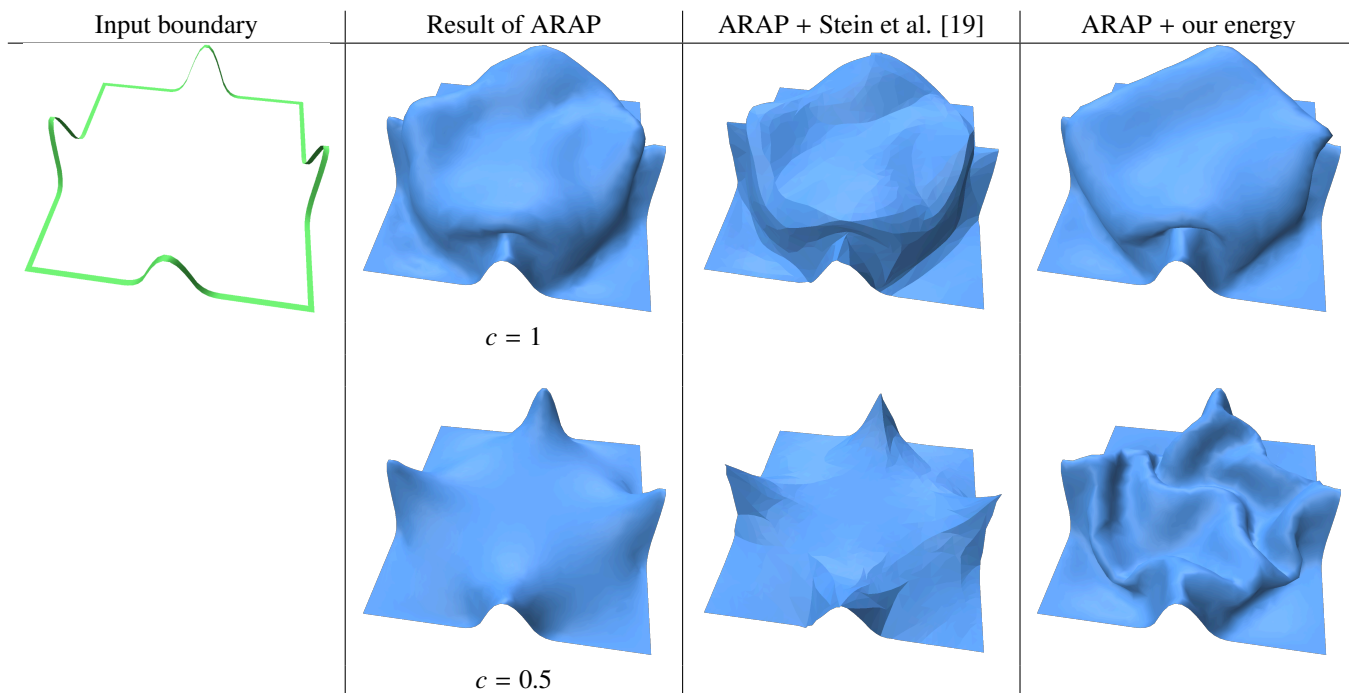 Input boundary
Result of ARAP
ARAP + Stein et al. [19]
ARAP + our energy
c = 1
c = 0.5